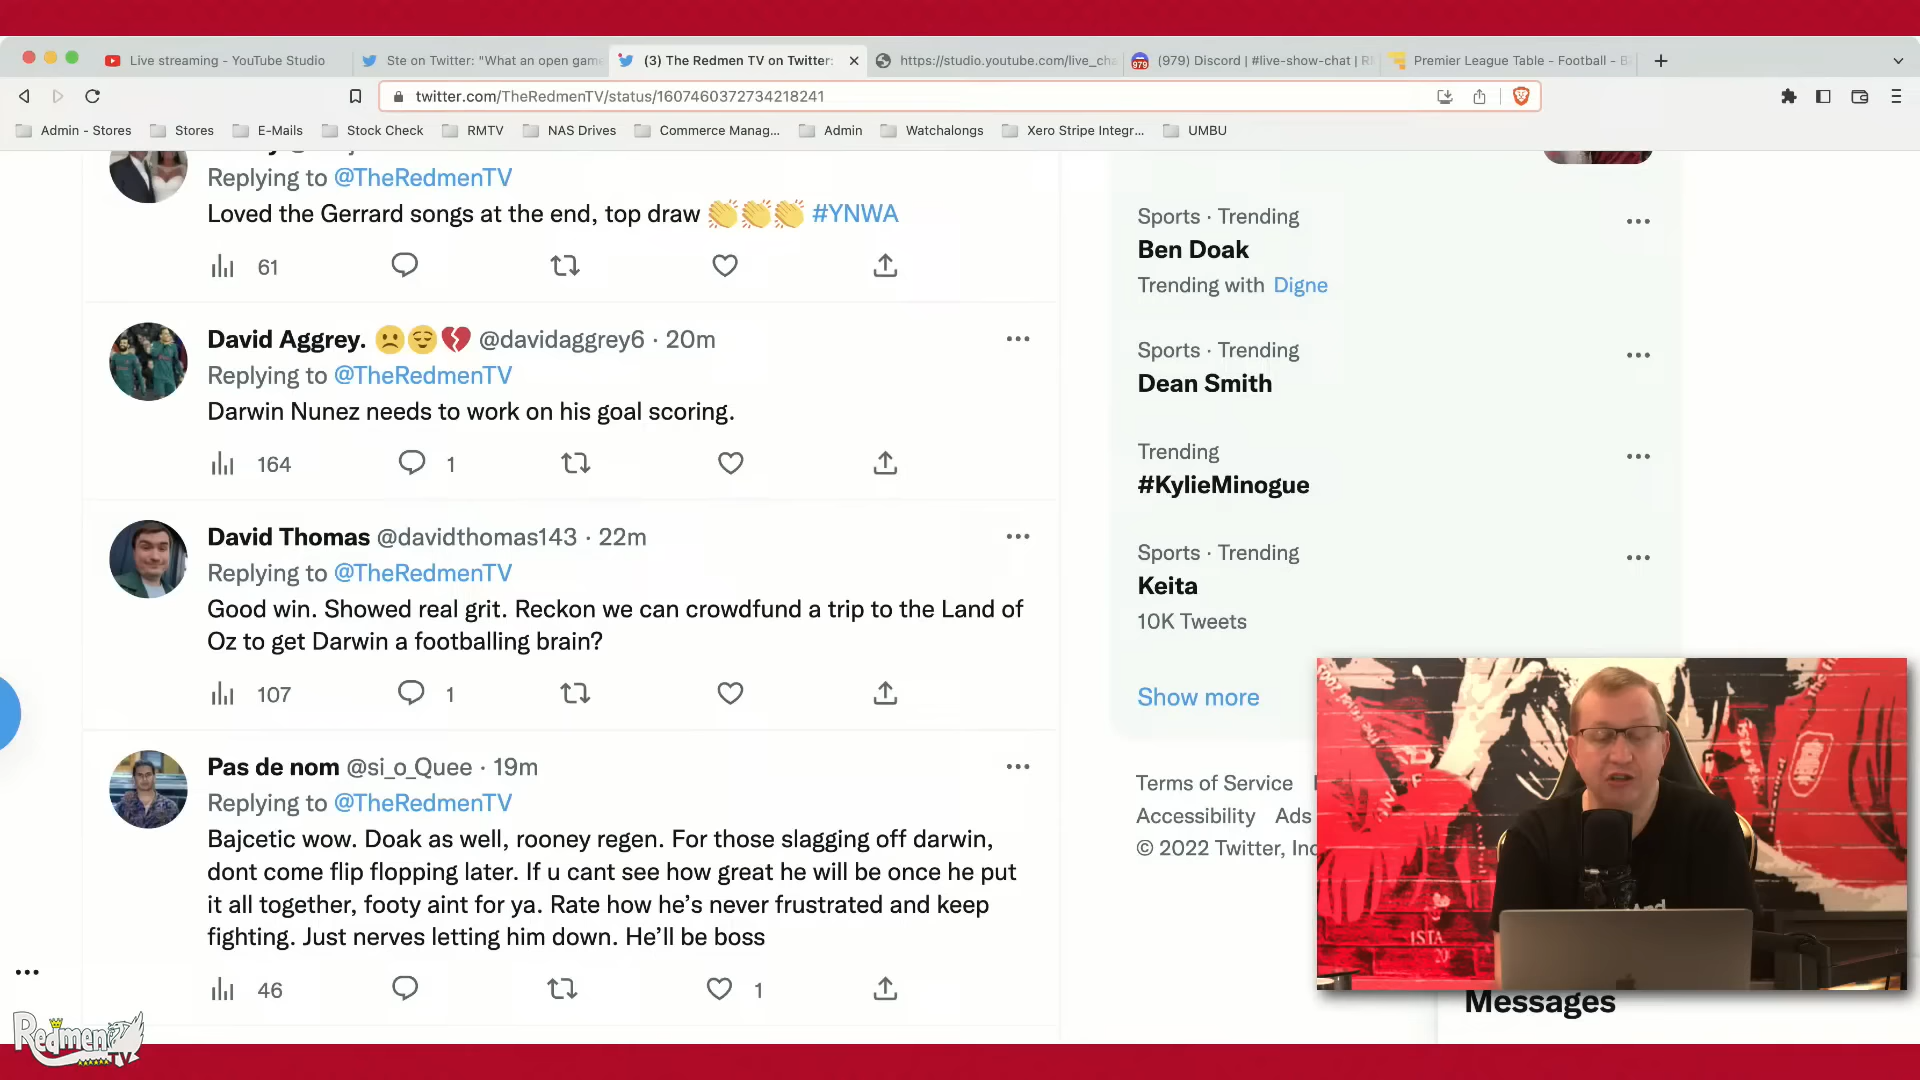 Live streaming - YouTube Studio
Ste on Twitter: "What an open gam
(3) The Redmen TV on Twitter:
https://studio.youtube.com/live_cha
(979) Discord | #live-show-chat | R
Premier League Table - Football - B
twitter.com/TheRedmenTV/status/1607460372734218241
Admin - Stores
Stores
E-Mails
Stock Check
RMTV
NAS Drives
Commerce Manag...
Admin
Watchalongs
Xero Stripe Integr...
UMBU
Replying to @TheRedmenTV
Loved the Gerrard songs at the end, top draw 👏👏👏 #YNWA
61
David Aggrey. 🙁😌💔 @davidaggrey6 · 20m
Replying to @TheRedmenTV
Darwin Nunez needs to work on his goal scoring.
164 1
David Thomas @davidthomas143 · 22m
Replying to @TheRedmenTV
Good win. Showed real grit. Reckon we can crowdfund a trip to the Land of
Oz to get Darwin a footballing brain?
107 1
Pas de nom @si_o_Quee · 19m
Replying to @TheRedmenTV
Bajcetic wow. Doak as well, rooney regen. For those slagging off darwin,
dont come flip flopping later. If u cant see how great he will be once he put
it all together, footy aint for ya. Rate how he's never frustrated and keep
fighting. Just nerves letting him down. He'll be boss
46 1
Sports · Trending
Ben Doak
Trending with Digne
Sports · Trending
Dean Smith
Trending
#KylieMinogue
Sports · Trending
Keita
10K Tweets
Show more
Terms of Service
Accessibility Ads
© 2022 Twitter, Inc
And
ISTA
20
Messages
Redmen
TV